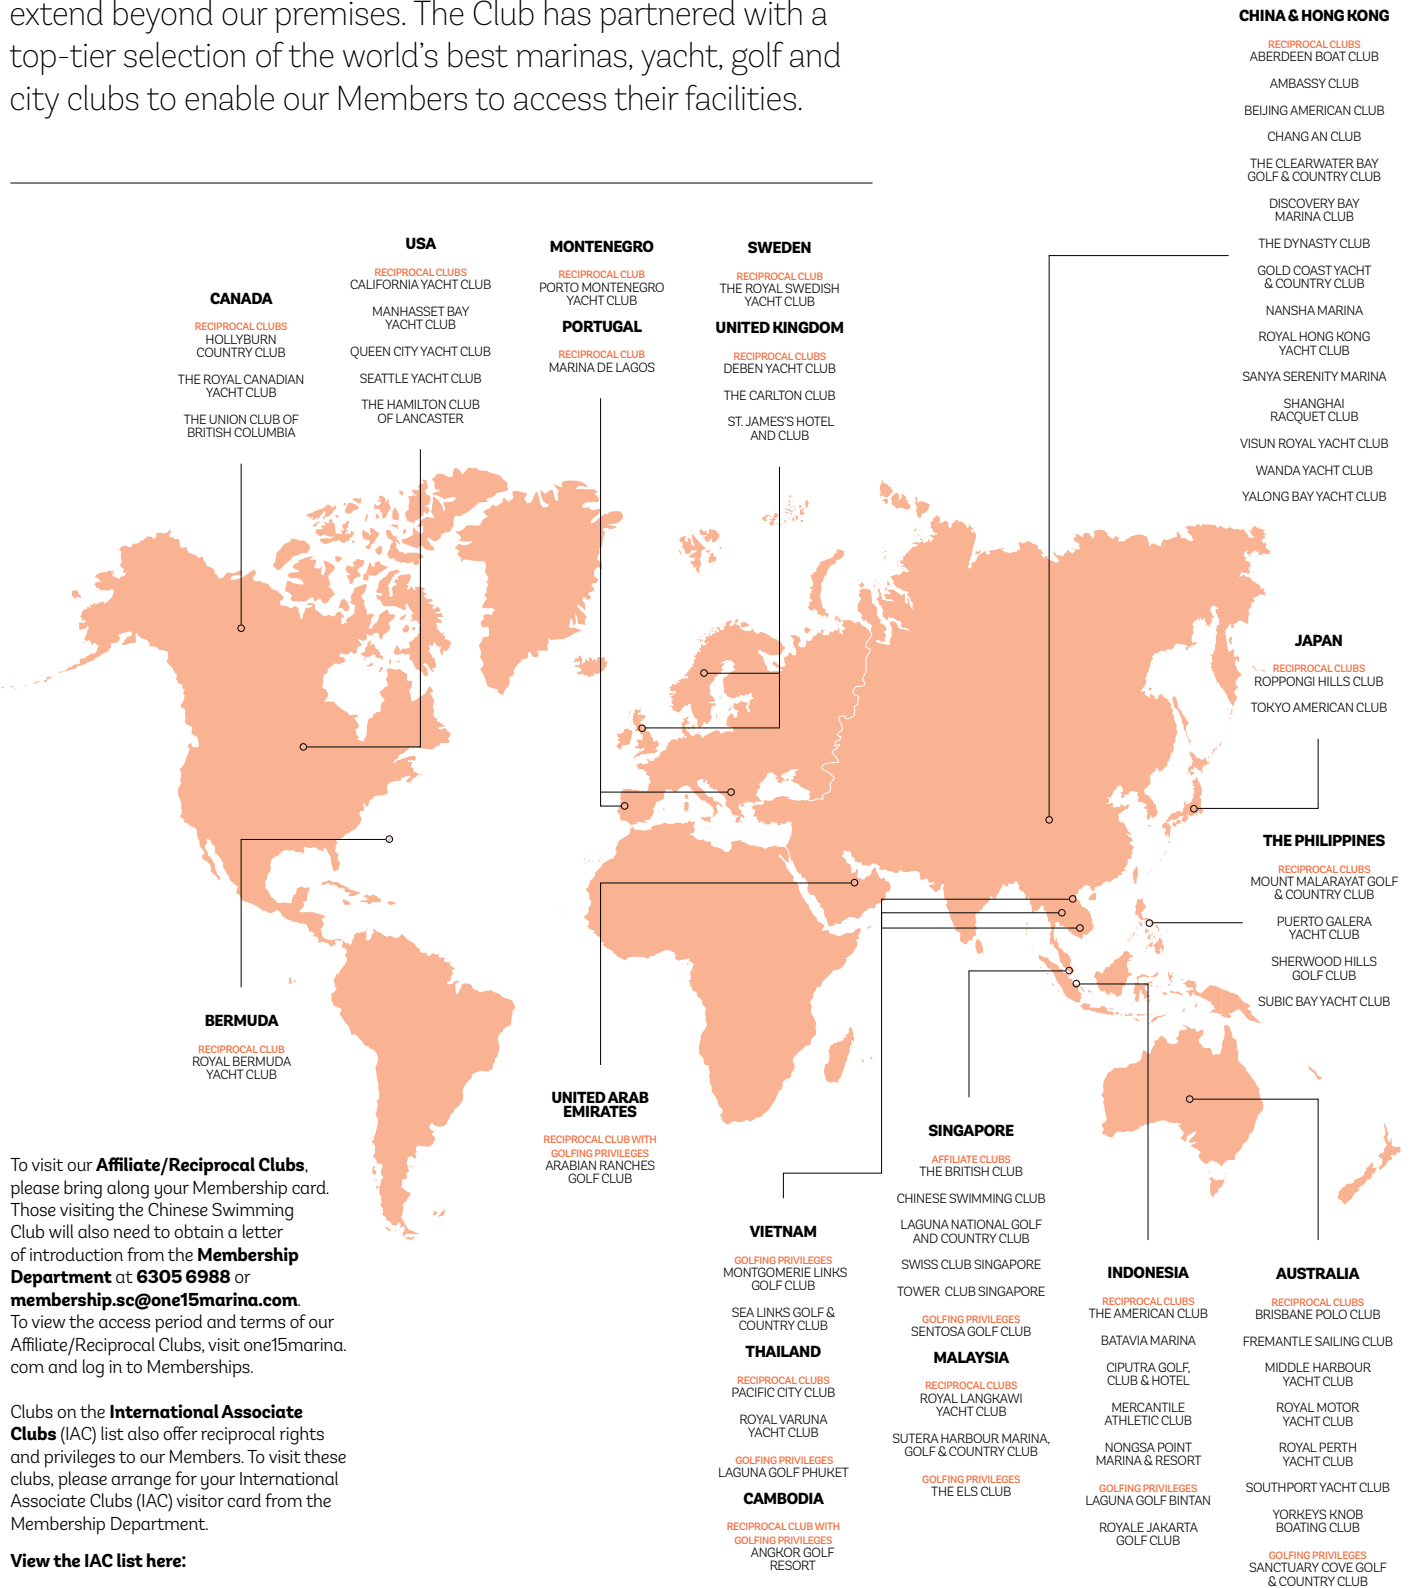 extend beyond our premises. The Club has partnered with a
top-tier selection of the world’s best marinas, yacht, golf and
city clubs to enable our Members to access their facilities.
CANADA
RECIPROCAL CLUBS
HOLLYBURN
COUNTRY CLUB
THE ROYAL CANADIAN
YACHT CLUB
THE UNION CLUB OF
BRITISH COLUMBIA
USA
RECIPROCAL CLUBS
CALIFORNIA YACHT CLUB
MANHASSET BAY
YACHT CLUB
QUEEN CITY YACHT CLUB
SEATTLE YACHT CLUB
THE HAMILTON CLUB
OF LANCASTER
MONTENEGRO
RECIPROCAL CLUB
PORTO MONTENEGRO
YACHT CLUB
PORTUGAL
RECIPROCAL CLUB
MARINA DE LAGOS
SWEDEN
RECIPROCAL CLUB
THE ROYAL SWEDISH
YACHT CLUB
UNITED KINGDOM
RECIPROCAL CLUBS
DEBEN YACHT CLUB
THE CARLTON CLUB
ST. JAMES’S HOTEL
AND CLUB
CHINA & HONG KONG
RECIPROCAL CLUBS
ABERDEEN BOAT CLUB
AMBASSY CLUB
BEIJING AMERICAN CLUB
CHANG AN CLUB
THE CLEARWATER BAY
GOLF & COUNTRY CLUB
DISCOVERY BAY
MARINA CLUB
THE DYNASTY CLUB
GOLD COAST YACHT
& COUNTRY CLUB
NANSHA MARINA
ROYAL HONG KONG
YACHT CLUB
SANYA SERENITY MARINA
SHANGHAI
RACQUET CLUB
VISUN ROYAL YACHT CLUB
WANDA YACHT CLUB
YALONG BAY YACHT CLUB
JAPAN
RECIPROCAL CLUBS
ROPPONGI HILLS CLUB
TOKYO AMERICAN CLUB
THE PHILIPPINES
RECIPROCAL CLUBS
MOUNT MALARAYAT GOLF
& COUNTRY CLUB
PUERTO GALERA
YACHT CLUB
SHERWOOD HILLS
GOLF CLUB
SUBIC BAY YACHT CLUB
BERMUDA
RECIPROCAL CLUB
ROYAL BERMUDA
YACHT CLUB
UNITED ARAB
EMIRATES
RECIPROCAL CLUB WITH
GOLFING PRIVILEGES
ARABIAN RANCHES
GOLF CLUB
To visit our Affiliate/Reciprocal Clubs,
please bring along your Membership card.
Those visiting the Chinese Swimming
Club will also need to obtain a letter
of introduction from the Membership
Department at 6305 6988 or
membership.sc@one15marina.com.
To view the access period and terms of our
Affiliate/Reciprocal Clubs, visit one15marina.
com and log in to Memberships.
Clubs on the International Associate
Clubs (IAC) list also offer reciprocal rights
and privileges to our Members. To visit these
clubs, please arrange for your International
Associate Clubs (IAC) visitor card from the
Membership Department.
View the IAC list here:
VIETNAM
GOLFING PRIVILEGES
MONTGOMERIE LINKS
GOLF CLUB
SEA LINKS GOLF &
COUNTRY CLUB
THAILAND
RECIPROCAL CLUBS
PACIFIC CITY CLUB
ROYAL VARUNA
YACHT CLUB
GOLFING PRIVILEGES
LAGUNA GOLF PHUKET
CAMBODIA
RECIPROCAL CLUB WITH
GOLFING PRIVILEGES
ANGKOR GOLF
RESORT
SINGAPORE
AFFILIATE CLUBS
THE BRITISH CLUB
CHINESE SWIMMING CLUB
LAGUNA NATIONAL GOLF
AND COUNTRY CLUB
SWISS CLUB SINGAPORE
TOWER CLUB SINGAPORE
GOLFING PRIVILEGES
SENTOSA GOLF CLUB
MALAYSIA
RECIPROCAL CLUBS
ROYAL LANGKAWI
YACHT CLUB
SUTERA HARBOUR MARINA,
GOLF & COUNTRY CLUB
GOLFING PRIVILEGES
THE ELS CLUB
INDONESIA
RECIPROCAL CLUBS
THE AMERICAN CLUB
BATAVIA MARINA
CIPUTRA GOLF,
CLUB & HOTEL
MERCANTILE
ATHLETIC CLUB
NONGSA POINT
MARINA & RESORT
GOLFING PRIVILEGES
LAGUNA GOLF BINTAN
ROYALE JAKARTA
GOLF CLUB
AUSTRALIA
RECIPROCAL CLUBS
BRISBANE POLO CLUB
FREMANTLE SAILING CLUB
MIDDLE HARBOUR
YACHT CLUB
ROYAL MOTOR
YACHT CLUB
ROYAL PERTH
YACHT CLUB
SOUTHPORT YACHT CLUB
YORKEYS KNOB
BOATING CLUB
GOLFING PRIVILEGES
SANCTUARY COVE GOLF
& COUNTRY CLUB